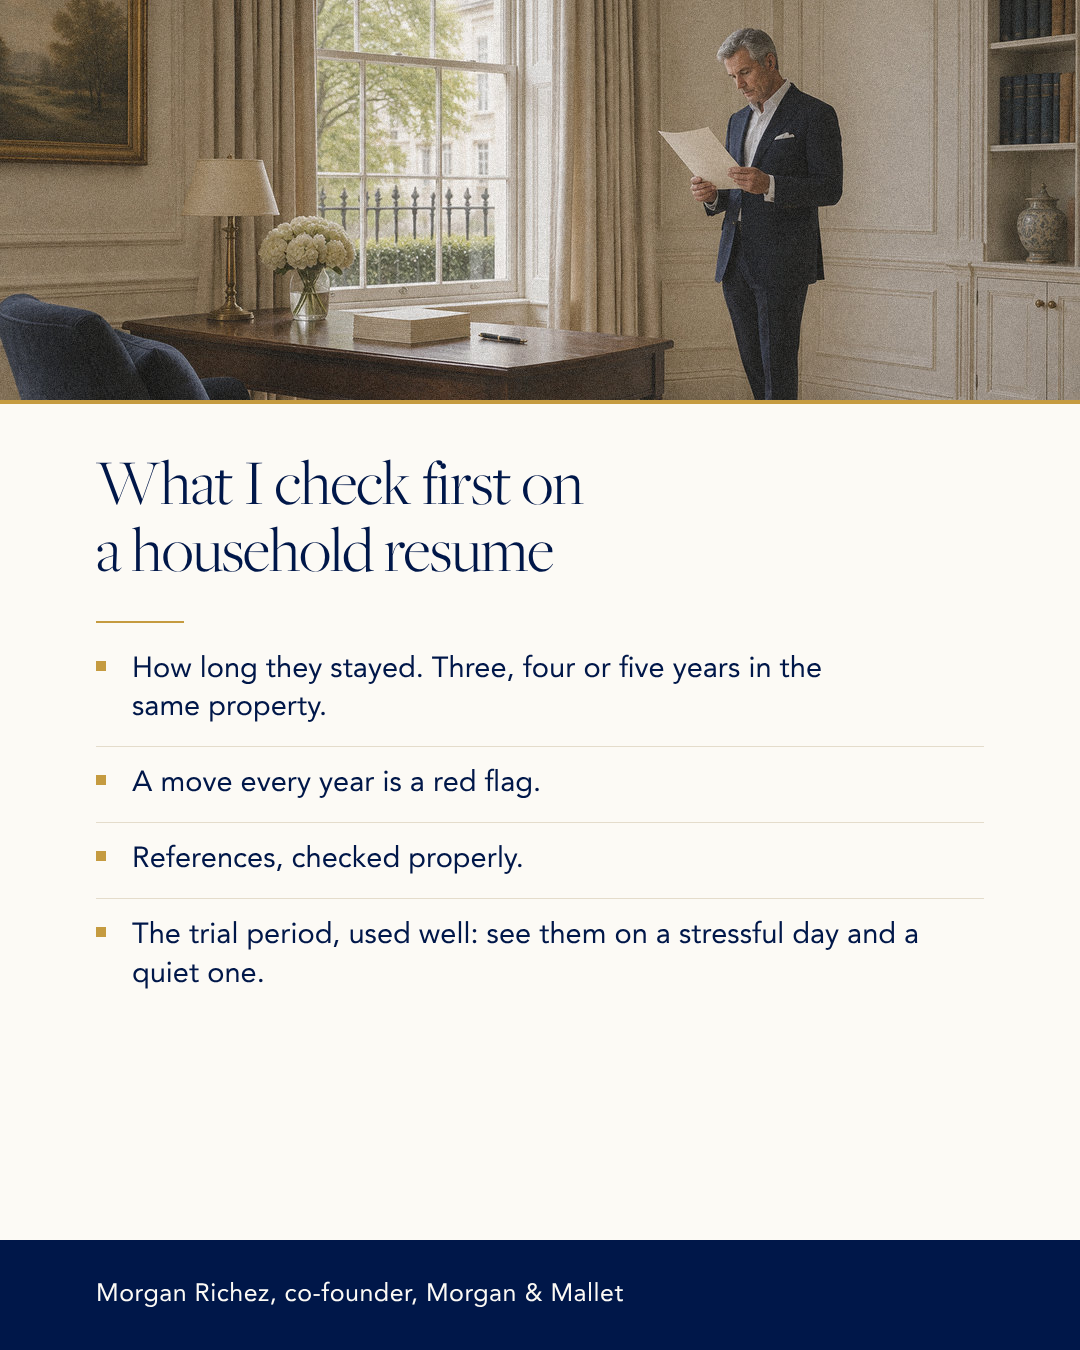 What I check first on
a household resume
How long they stayed. Three, four or five years in the
same property.
A move every year is a red flag.
References, checked properly.
The trial period, used well: see them on a stressful day and a
quiet one.
Morgan Richez, co-founder, Morgan & Mallet